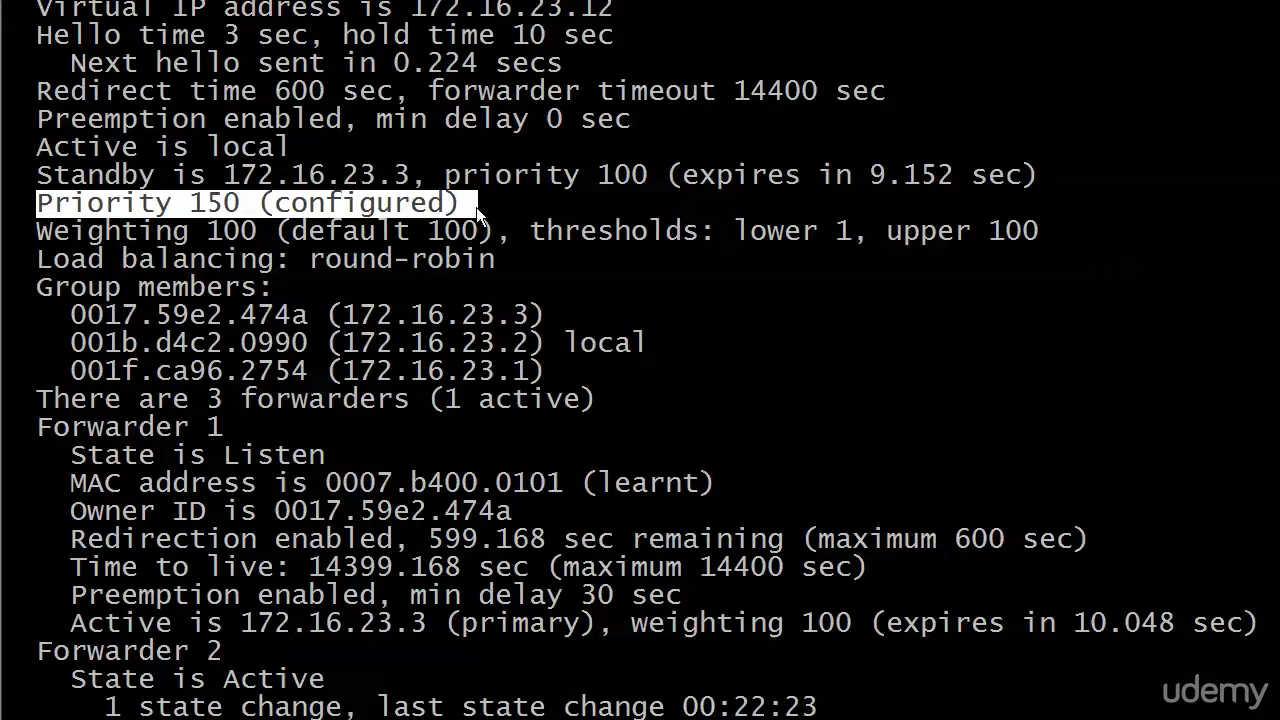 Virtual IP address is 172.16.23.12
Hello time 3 sec, hold time 10 sec
Next hello sent in 0.224 secs
Redirect time 600 sec, forwarder timeout 14400 sec
Preemption enabled, min delay 0 sec
Active is local
Standby is 172.16.23.3, priority 100 (expires in 9.152 sec)
Priority 150 (configured)
Weighting 100 (default 100), thresholds: lower 1, upper 100
Load balancing: round-robin
Group members:
0017.59e2.474a (172.16.23.3)
001b.d4c2.0990 (172.16.23.2) local
001f.ca96.2754 (172.16.23.1)
There are 3 forwarders (1 active)
Forwarder 1
State is Listen
MAC address is 0007.b400.0101 (learnt)
Owner ID is 0017.59e2.474a
Redirection enabled, 599.168 sec remaining (maximum 600 sec)
Time to live: 14399.168 sec (maximum 14400 sec)
Preemption enabled, min delay 30 sec
Active is 172.16.23.3 (primary), weighting 100 (expires in 10.048 sec)
Forwarder 2
State is Active
1 state change, last state change 00:22:23
udemy